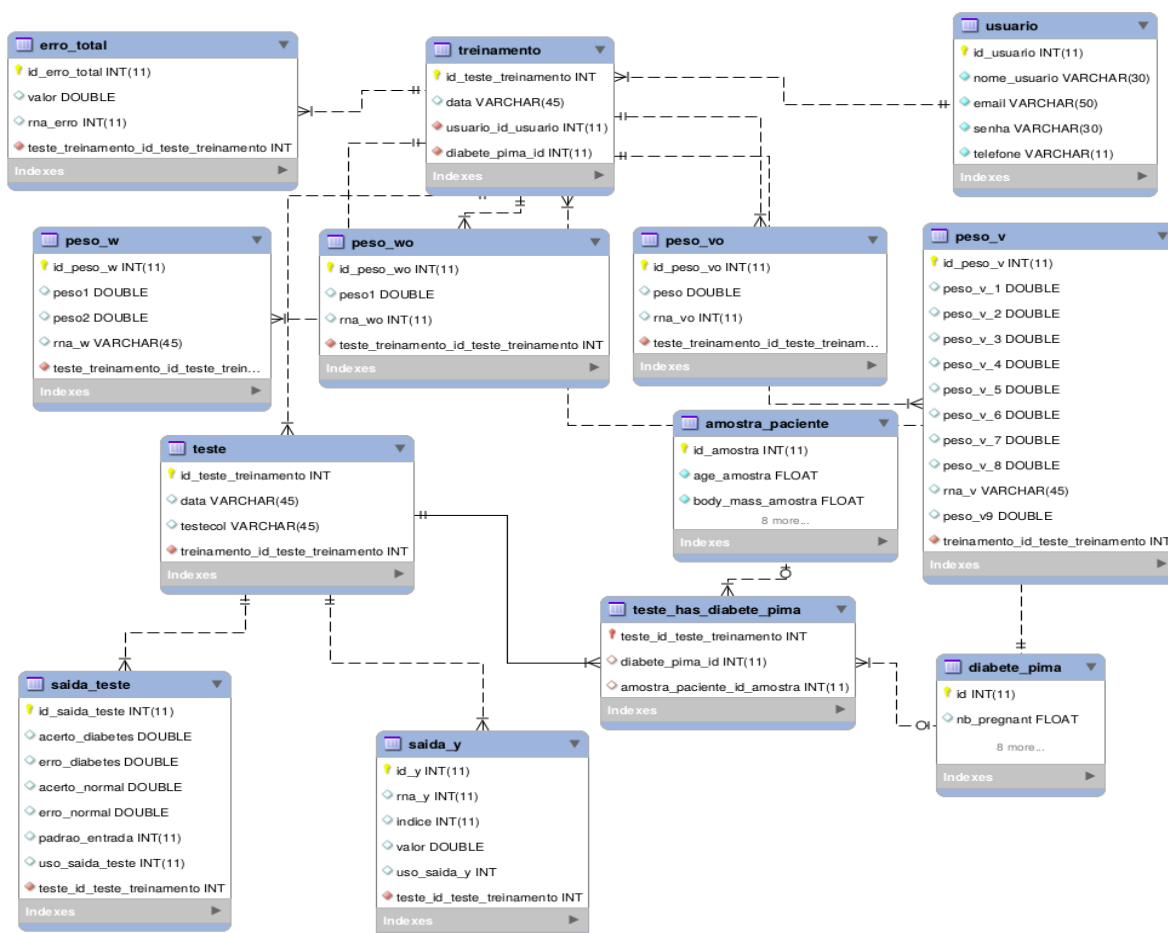 erro_total
id_erro_total INT(11)
valor DOUBLE
rna_erro INT(11)
teste_treinamento_id_teste_treinamento INT
Indexes
treinamento
id_teste_treinamento INT
data VARCHAR(45)
usuario_id_usuario INT(11)
diabete_pima_id INT(11)
Indexes
usuario
id_usuario INT(11)
nome_usuario VARCHAR(30)
email VARCHAR(50)
senha VARCHAR(30)
telefone VARCHAR(11)
Indexes
peso_w
id_peso_w INT(11)
peso1 DOUBLE
peso2 DOUBLE
rna_w VARCHAR(45)
teste_treinamento_id_teste_trein...
Indexes
peso_wo
id_peso_wo INT(11)
peso1 DOUBLE
rna_wo INT(11)
teste_treinamento_id_teste_treinamento INT
Indexes
peso_vo
id_peso_vo INT(11)
peso DOUBLE
rna_vo INT(11)
teste_treinamento_id_teste_treinam...
Indexes
peso_v
id_peso_v INT(11)
peso_v_1 DOUBLE
peso_v_2 DOUBLE
peso_v_3 DOUBLE
peso_v_4 DOUBLE
peso_v_5 DOUBLE
peso_v_6 DOUBLE
peso_v_7 DOUBLE
peso_v_8 DOUBLE
rna_v VARCHAR(45)
peso_v9 DOUBLE
treinamento_id_teste_treinamento INT
Indexes
teste
id_teste_treinamento INT
data VARCHAR(45)
testecol VARCHAR(45)
treinamento_id_teste_treinamento INT
Indexes
amostra_paciente
id_amostra INT(11)
age_amostra FLOAT
body_mass_amostra FLOAT
8 more...
Indexes
teste_has_diabete_pima
teste_id_teste_treinamento INT
diabete_pima_id INT(11)
amostra_paciente_id_amostra INT(11)
Indexes
diabete_pima
id INT(11)
nb_pregnant FLOAT
8 more...
Indexes
saida_teste
id_saida_teste INT(11)
acerto_diabetes DOUBLE
erro_diabetes DOUBLE
acerto_normal DOUBLE
erro_normal DOUBLE
padrao_entrada INT(11)
uso_saida_teste INT(11)
teste_id_teste_treinamento INT
Indexes
saida_y
id_y INT(11)
rna_y INT(11)
indice INT(11)
valor DOUBLE
uso_saida_y INT
teste_id_teste_treinamento INT
Indexes